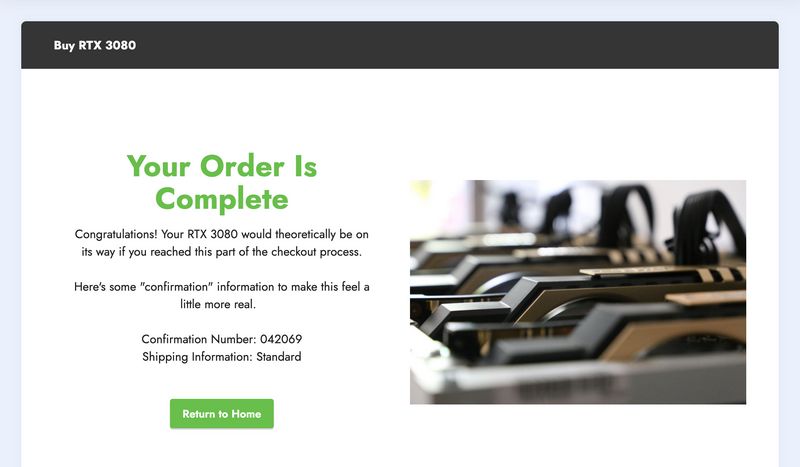 Buy RTX 3080
Your Order Is
Complete
Congratulations! Your RTX 3080 would theoretically be on
its way if you reached this part of the checkout process.
Here's some "confirmation" information to make this feel a
little more real.
Confirmation Number: 042069
Shipping Information: Standard
Return to Home